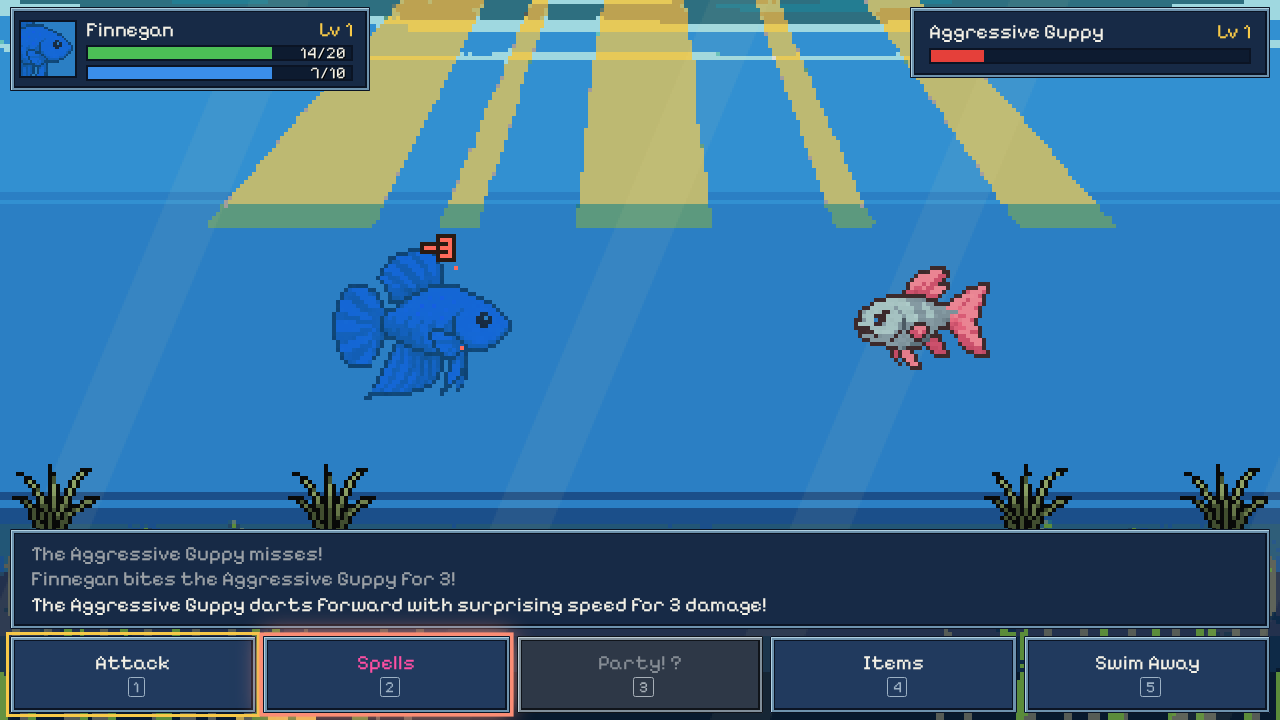 Finnegan Lv 1
14/20
7/10
Aggressive Guppy Lv 1
-3
The Aggressive Guppy misses!
Finnegan bites the Aggressive Guppy for 3!
The Aggressive Guppy darts forward with surprising speed for 3 damage!
Attack Spells Party!? Items Swim Away
1 2 3 4 5